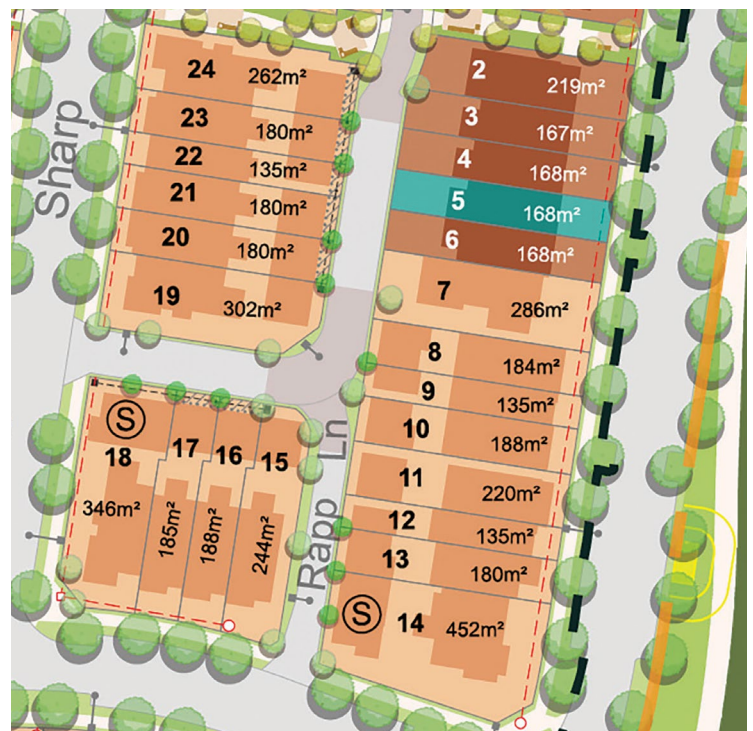 24 262m²
23 180m²
22 135m²
21 180m²
20 180m²
19 302m²
Sharp
2 219m²
3 167m²
4 168m²
5 168m²
6 168m²
7 286m²
8 184m²
9 135m²
10 188m²
11 220m²
12 135m²
13 180m²
S
14 452m²
Rapp Ln
S
18 346m²
17 185m²
16 188m²
15 244m²